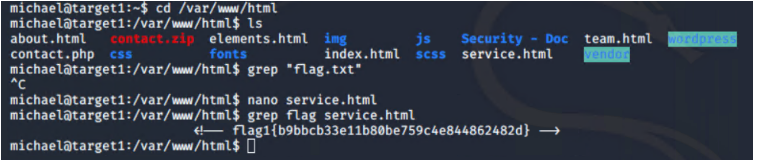 michael@target1:~$ cd /var/www/html
michael@target1:/var/www/html$ ls
about.html contact.zip elements.html img js Security - Doc team.html wordpress
contact.php css fonts index.html scss service.html vendor
michael@target1:/var/www/html$ grep "flag.txt"
^C
michael@target1:/var/www/html$ nano service.html
michael@target1:/var/www/html$ grep flag service.html
<!-- flag1{b9bbcb33e11b80be759c4e844862482d} -->
michael@target1:/var/www/html$